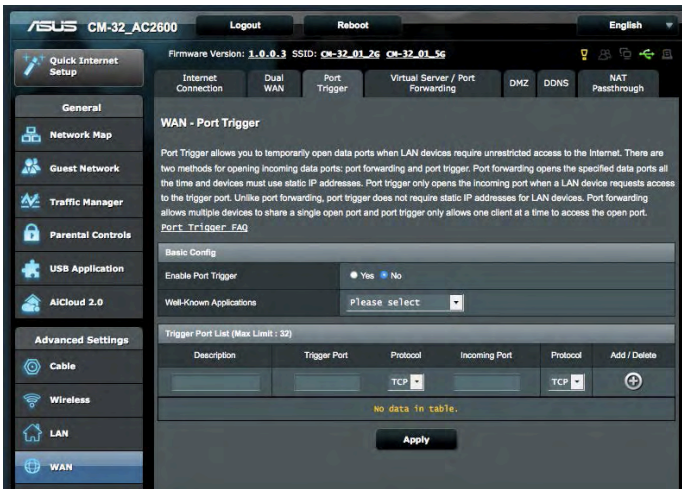 ASUS CM-32_AC2600 Logout Reboot English
Firmware Version: 1.0.0.3 SSID: CM-32_01_2G CM-32_01_5G
Quick Internet Setup
Internet Connection Dual WAN Port Trigger Virtual Server / Port Forwarding DMZ DDNS NAT Passthrough
General
Network Map
Guest Network
Traffic Manager
Parental Controls
USB Application
AiCloud 2.0
Advanced Settings
Cable
Wireless
LAN
WAN
WAN - Port Trigger
Port Trigger allows you to temporarily open data ports when LAN devices require unrestricted access to the Internet. There are
two methods for opening incoming data ports: port forwarding and port trigger. Port forwarding opens the specified data ports all
the time and devices must use static IP addresses. Port trigger only opens the incoming port when a LAN device requests access
to the trigger port. Unlike port forwarding, port trigger does not require static IP addresses for LAN devices. Port forwarding
allows multiple devices to share a single open port and port trigger only allows one client at a time to access the open port.
Port Trigger FAQ
Basic Config
Enable Port Trigger Yes No
Well-Known Applications Please select
Trigger Port List (Max Limit : 32)
Description Trigger Port Protocol Incoming Port Protocol Add / Delete
TCP TCP
No data in table.
Apply